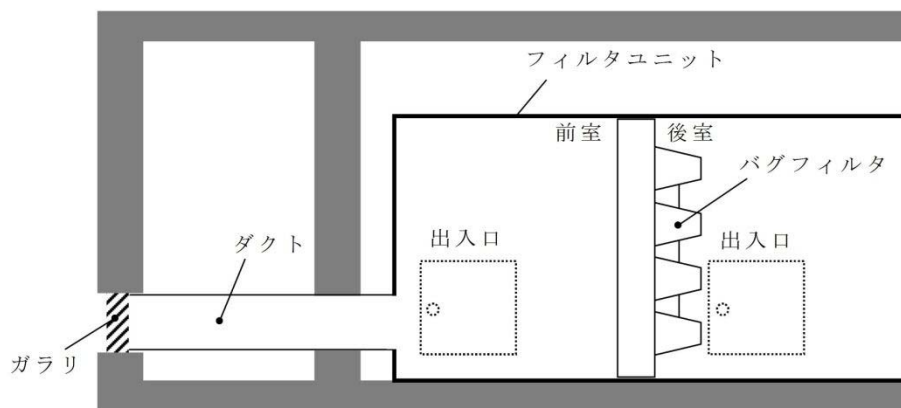 フィルタユニット
前室
後室
バグフィルタ
ダクト
出入口
出入口
ガラリ